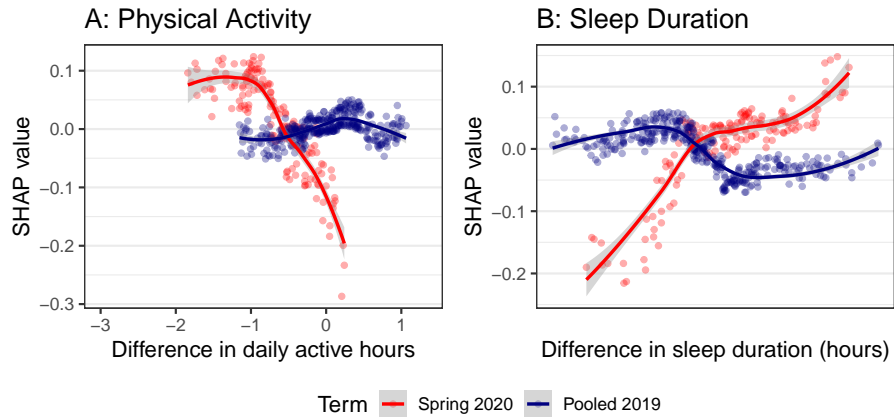 A: Physical Activity
B: Sleep Duration
SHAP value
0.1
0.0
−0.1
−0.2
−0.3
−3
−2
−1
0
1
Difference in daily active hours
SHAP value
0.1
0.0
−0.1
−0.2
Difference in sleep duration (hours)
Term
Spring 2020
Pooled 2019